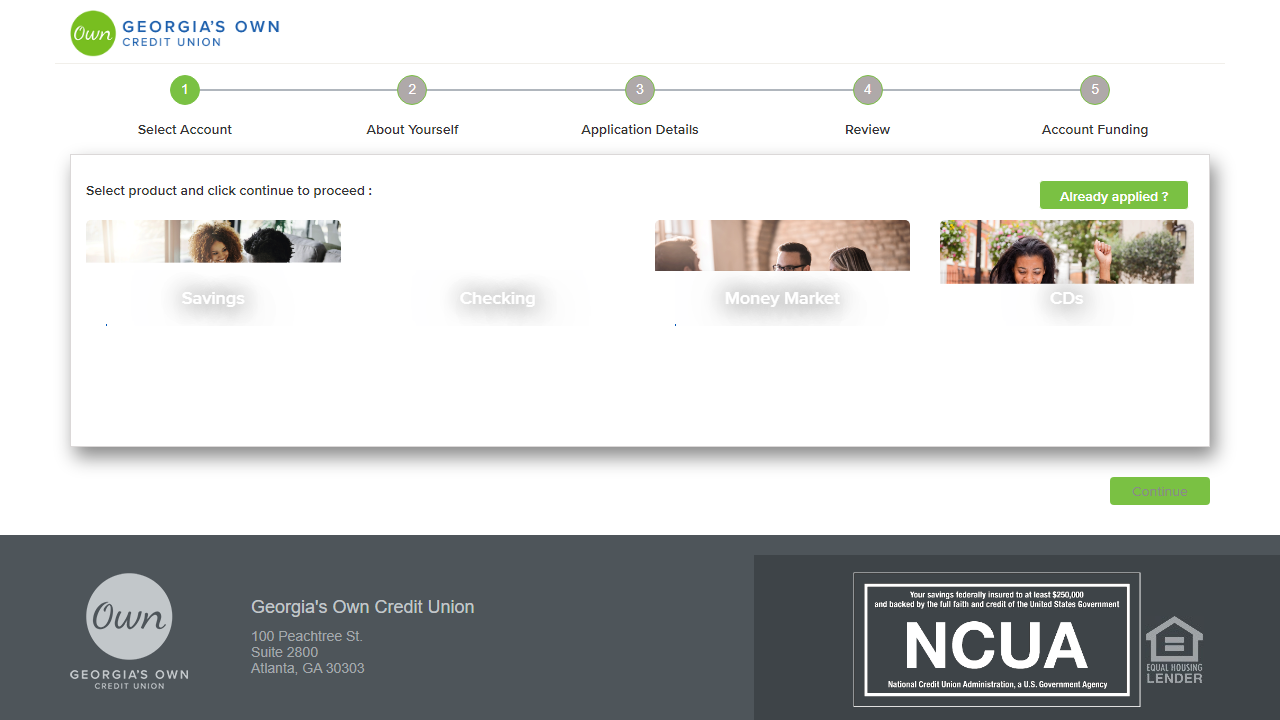 Own
GEORGIA'S OWN
CREDIT UNION
1
2
3
4
5
Select Account
About Yourself
Application Details
Review
Account Funding
Select product and click continue to proceed :
Already applied ?
Savings
Checking
Money Market
CDs
Continue
Own
GEORGIA'S OWN
CREDIT UNION
Georgia's Own Credit Union
100 Peachtree St.
Suite 2800
Atlanta, GA 30303
Your savings federally insured to at least $250,000
and backed by the full faith and credit of the United States Government
NCUA
National Credit Union Administration, a U.S. Government Agency
EQUAL HOUSING
LENDER